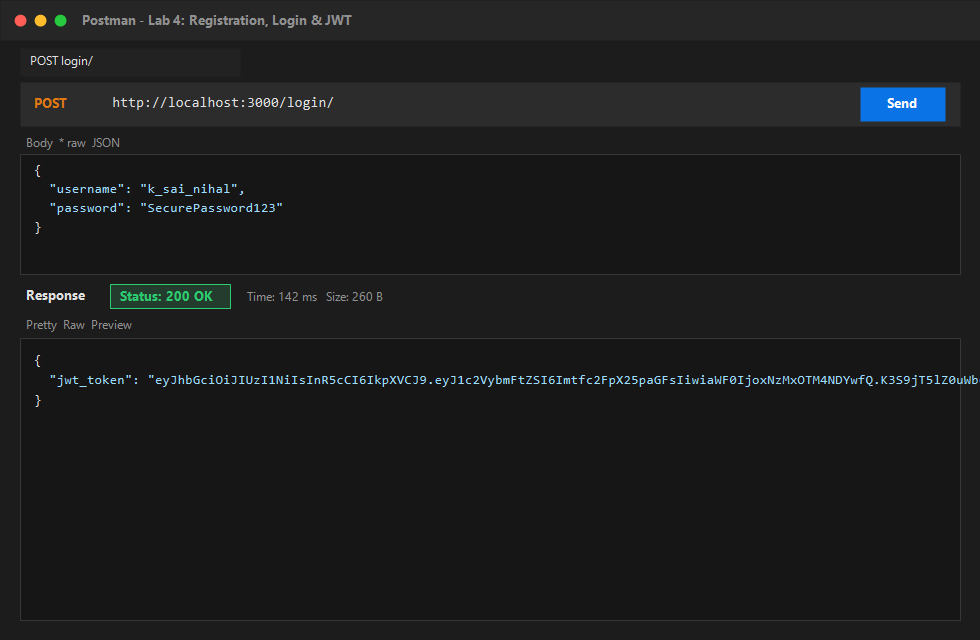 Postman - Lab 4: Registration, Login & JWT
POST login/
POST http://localhost:3000/login/ Send
Body * raw JSON
{
"username": "k_sai_nihal",
"password": "SecurePassword123"
}
Response Status: 200 OK Time: 142 ms Size: 260 B
Pretty Raw Preview
{
"jwt_token": "eyJhbGciOiJIUzI1NiIsInR5cCI6IkpXVCJ9.eyJ1c2VybmFtZSI6Imtfc2FpX25paGFsIiwiaWF0IjoxNzMxOTM4NDYwfQ.K3S9jT5lZ0uWb
}